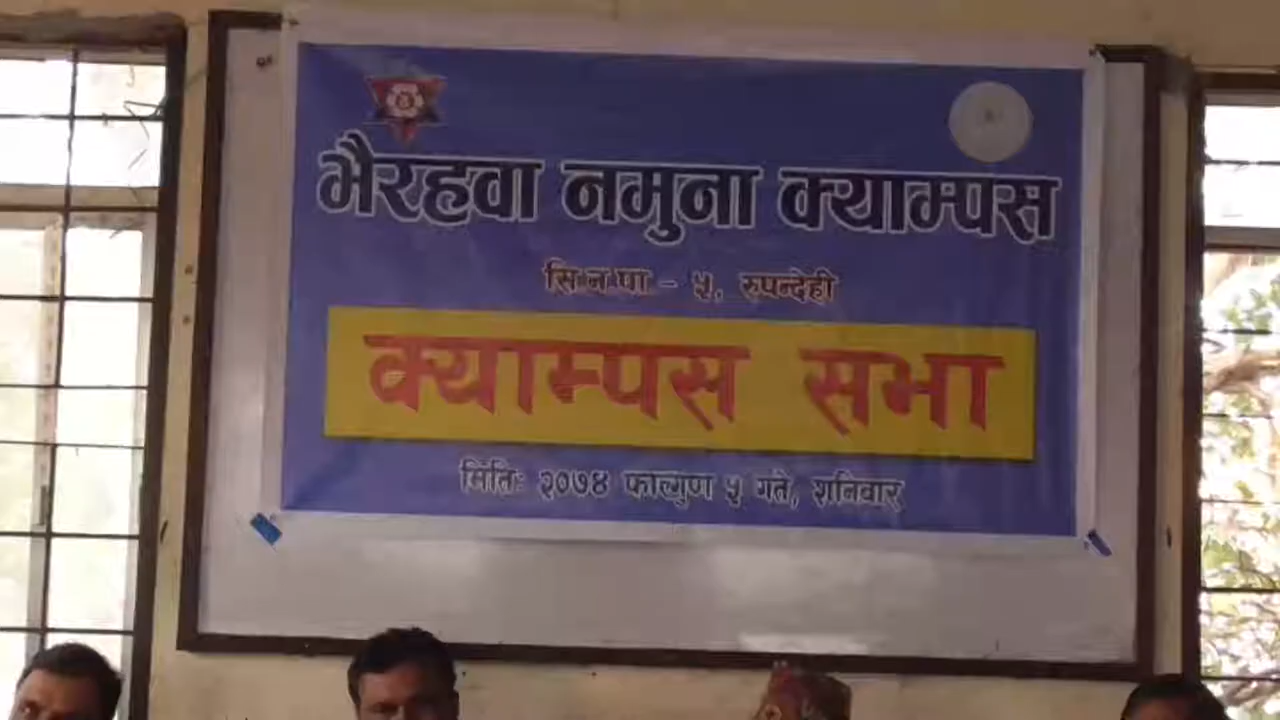 भैरहवा नमुना क्याम्पस
सि.न.पा - ५, रुपन्देही
क्याम्पस सभा
मितिः २०७४ फाल्गुण ५ गते, शनिवार